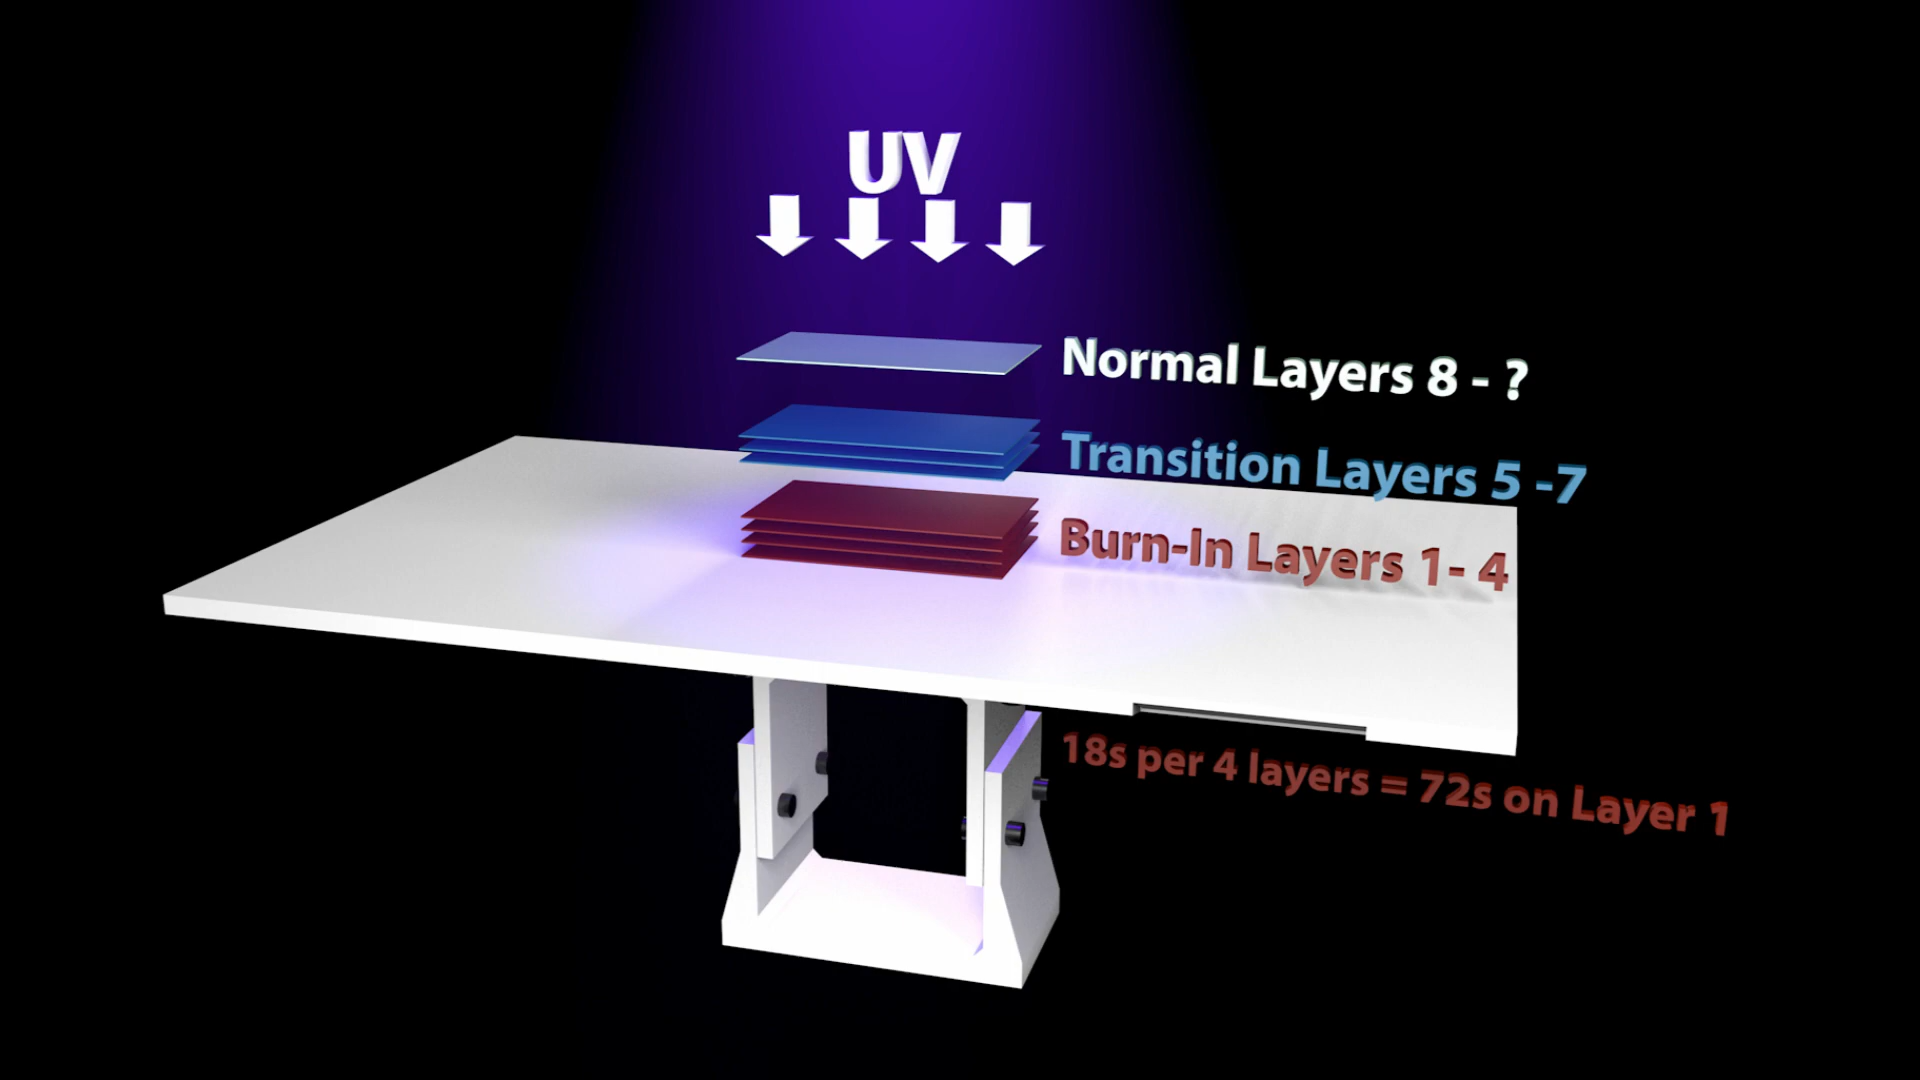 UV
Normal Layers 8 - ?
Transition Layers 5 -7
Burn-In Layers 1- 4
18s per 4 layers = 72s on Layer 1